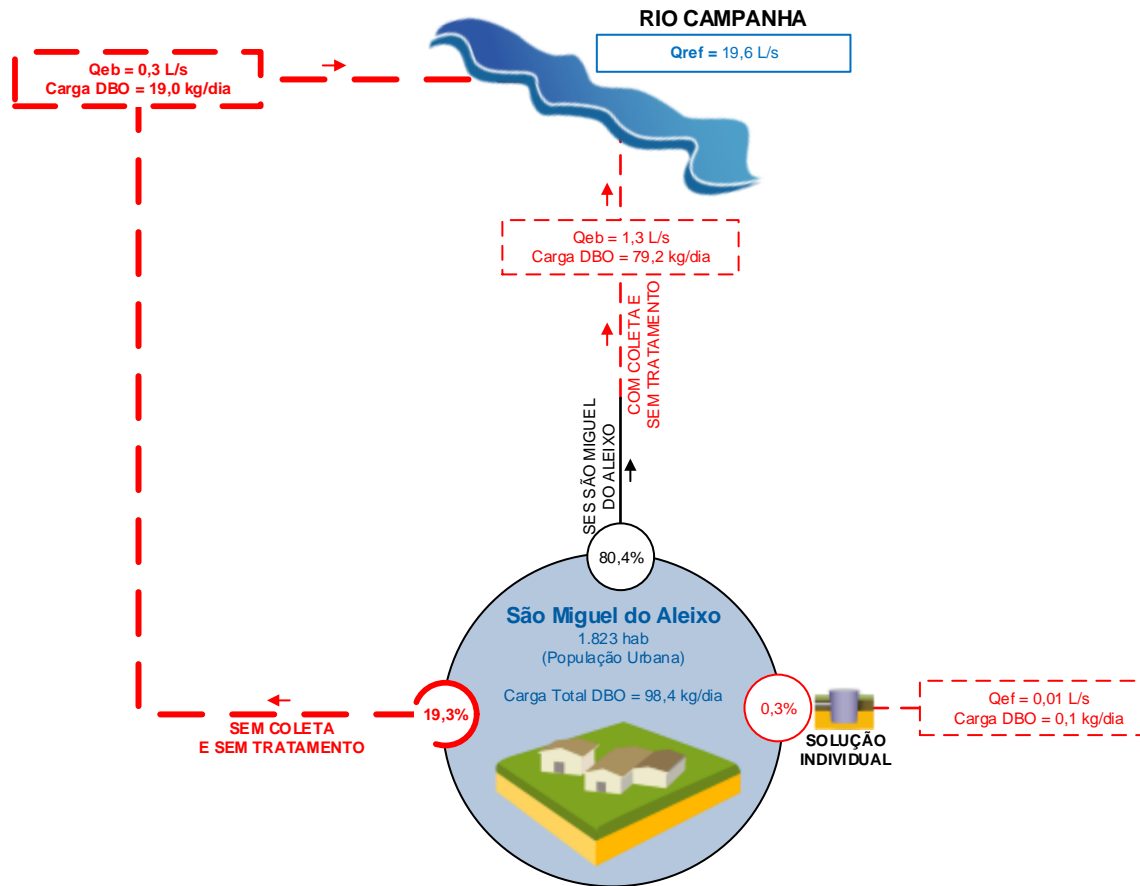 RIO CAMPANHA
Qref = 19,6 L/s
Qeb = 0,3 L/s
Carga DBO = 19,0 kg/dia
Qeb = 1,3 L/s
Carga DBO = 79,2 kg/dia
COM COLETA E
SEM TRATAMENTO
SES SÃO MIGUEL
DO ALEIXO
80,4%
São Miguel do Aleixo
1.823 hab
(População Urbana)
Carga Total DBO = 98,4 kg/dia
19,3%
SEM COLETA
E SEM TRATAMENTO
0,3%
SOLUÇÃO
INDIVIDUAL
Qef = 0,01 L/s
Carga DBO = 0,1 kg/dia